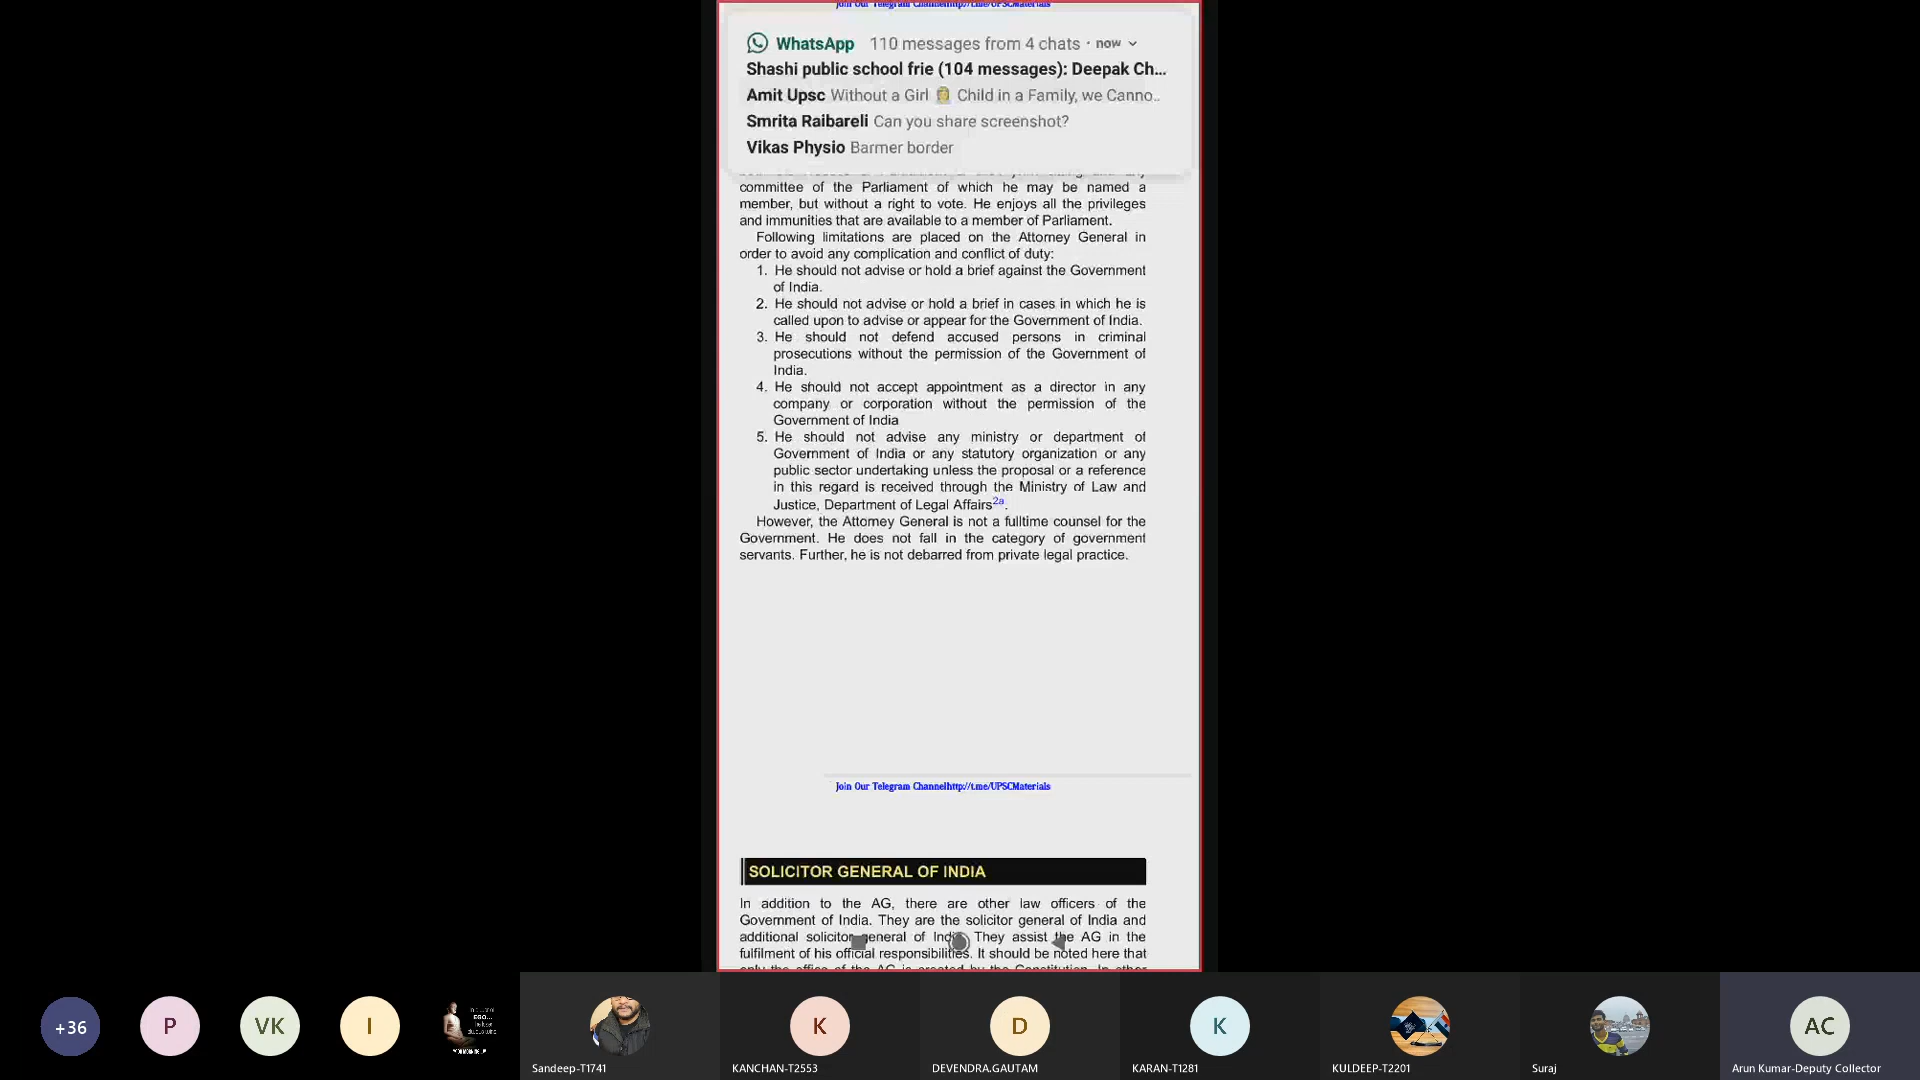 Join Our Telegram Channelhttp://t.me/UPSCMaterials
WhatsApp 110 messages from 4 chats · now
Shashi public school frie (104 messages): Deepak Ch...
Amit Upsc Without a Girl 👩 Child in a Family, we Canno..
Smrita Raibareli Can you share screenshot?
Vikas Physio Barmer border
committee of the Parliament of which he may be named a
member, but without a right to vote. He enjoys all the privileges
and immunities that are available to a member of Parliament.
Following limitations are placed on the Attorney General in
order to avoid any complication and conflict of duty:
1. He should not advise or hold a brief against the Government
of India.
2. He should not advise or hold a brief in cases in which he is
called upon to advise or appear for the Government of India.
3. He should not defend accused persons in criminal
prosecutions without the permission of the Government of
India.
4. He should not accept appointment as a director in any
company or corporation without the permission of the
Government of India
5. He should not advise any ministry or department of
Government of India or any statutory organization or any
public sector undertaking unless the proposal or a reference
in this regard is received through the Ministry of Law and
Justice, Department of Legal Affairs2a.
However, the Attorney General is not a fulltime counsel for the
Government. He does not fall in the category of government
servants. Further, he is not debarred from private legal practice.
Join Our Telegram Channelhttp://t.me/UPSCMaterials
SOLICITOR GENERAL OF INDIA
In addition to the AG, there are other law officers of the
Government of India. They are the solicitor general of India and
additional solicitor general of India. They assist the AG in the
fulfilment of his official responsibilities. It should be noted here that
only the office of the AG is created by the Constitution. In other
+36
P
VK
I
EGO...
Sandeep-T1741
K
KANCHAN-T2553
D
DEVENDRA.GAUTAM
K
KARAN-T1281
KULDEEP-T2201
Suraj
AC
Arun Kumar-Deputy Collector